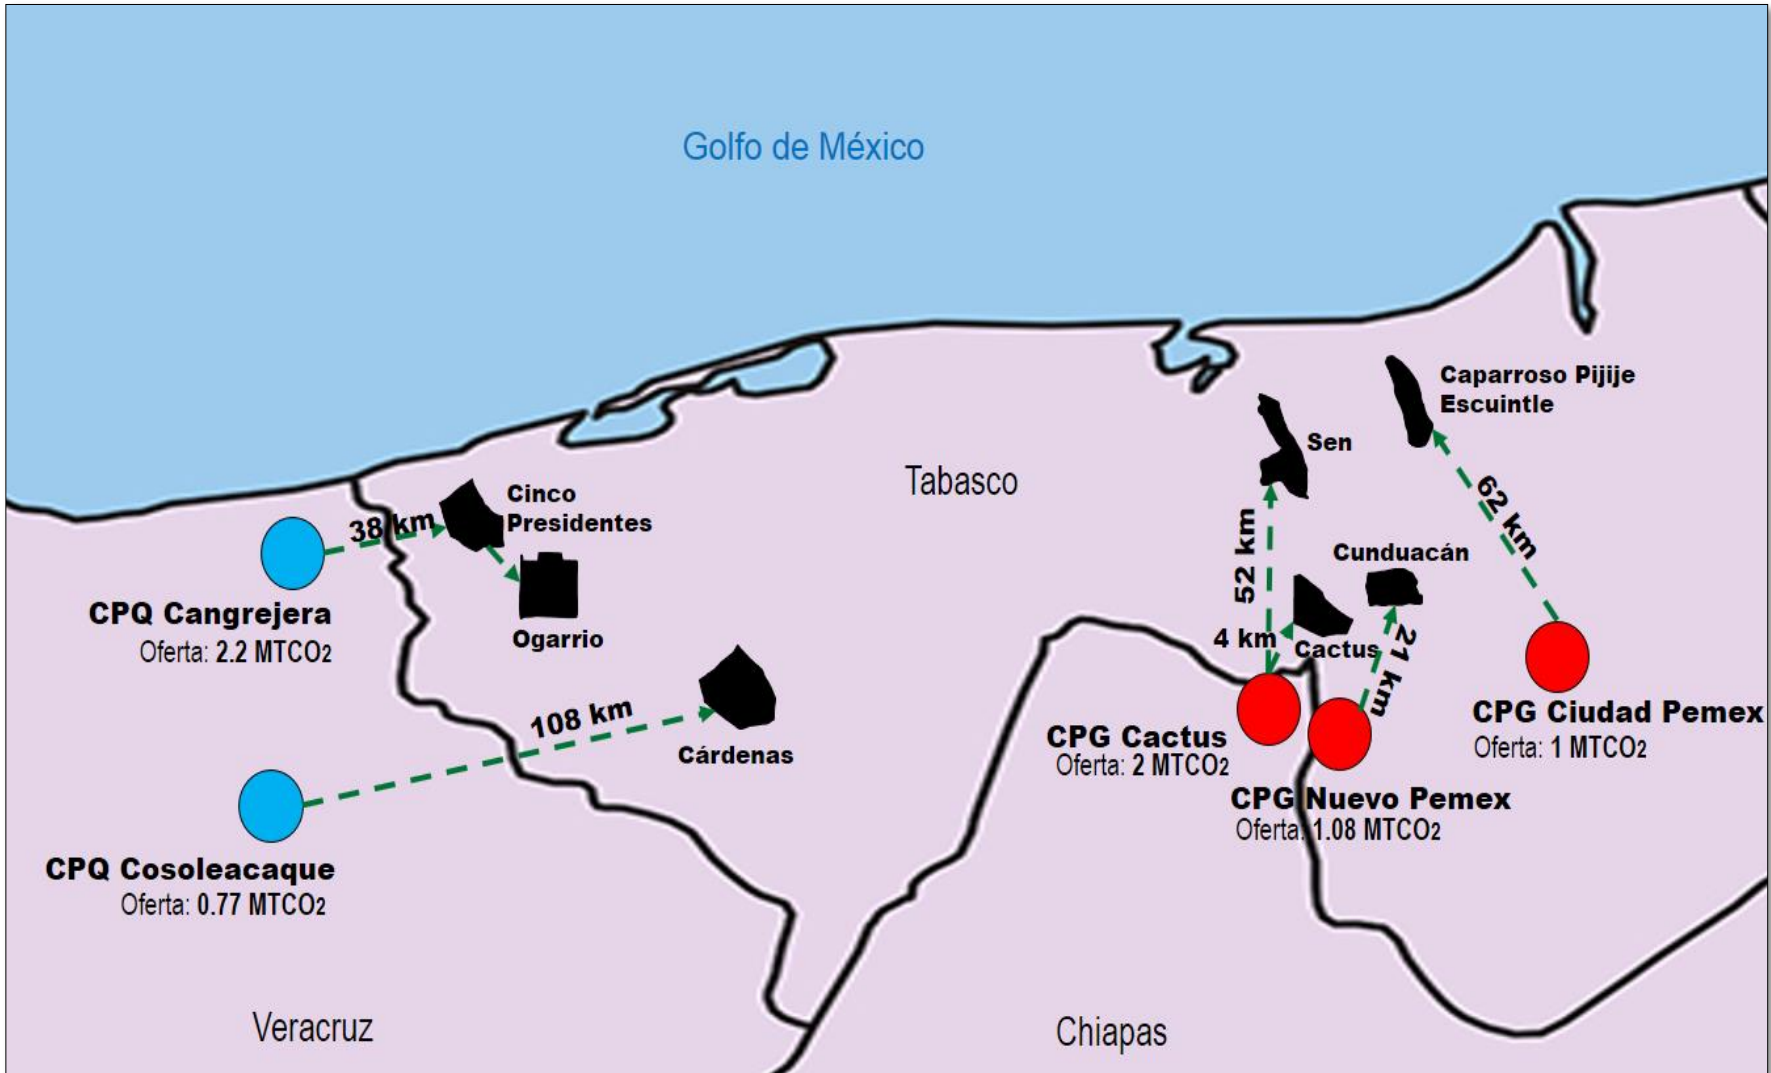 Golfo de México
Caparroso Pijije
Escuintle
Sen
Tabasco
62 km
Cinco
Presidentes
38 km
52 km
Cunduacán
CPQ Cangrejera
Oferta: 2.2 MTCO2
Ogarrio
4 km
Cactus
21 km
108 km
Cárdenas
CPG Cactus
Oferta: 2 MTCO2
CPG Ciudad Pemex
Oferta: 1 MTCO2
CPG Nuevo Pemex
Oferta: 1.08 MTCO2
CPQ Cosoleacaque
Oferta: 0.77 MTCO2
Veracruz
Chiapas